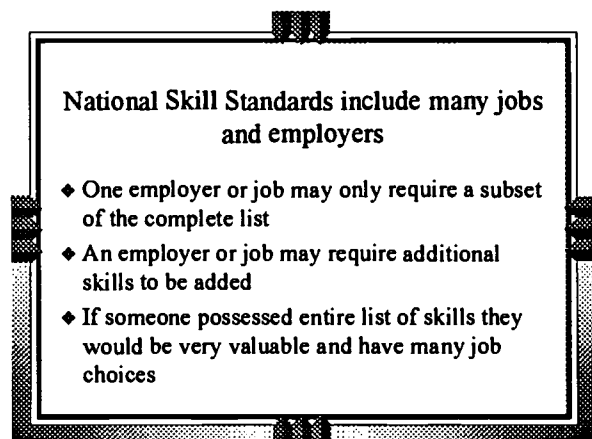 National Skill Standards include many jobs
and employers
❖ One employer or job may only require a subset
of the complete list
❖ An employer or job may require additional
skills to be added
❖ If someone possessed entire list of skills they
would be very valuable and have many job
choices